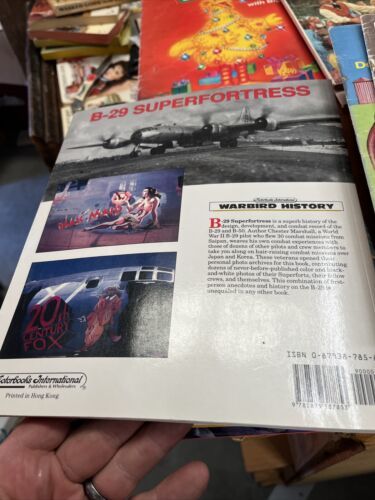 B-29 SUPERFORTRESS
Motorbooks International
WARBIRD HISTORY
B-29 Superfortress is a superb history of the
design, development, and combat record of the
B-29 and B-50. Author Chester Marshall, a World
War II B-29 pilot who flew 30 combat missions from
Saipan, weaves his own combat experiences with
those of dozens of other pilots and crew members to
take you along on hair-raising combat missions over
Japan and Korea. These veterans opened their
personal photo archives for this book, contributing
dozens of never-before-published color and black-
and-white photos of their Superforts, their fellow
crews, and themselves. This combination of first-
person anecdotes and history on the B-29 is
unequaled in any other book.
20th
CENTURY
FOX
ISBN 0-87938-785-
90000
9 780879 387853
Motorbooks International
Publishers & Wholesalers
Printed in Hong Kong